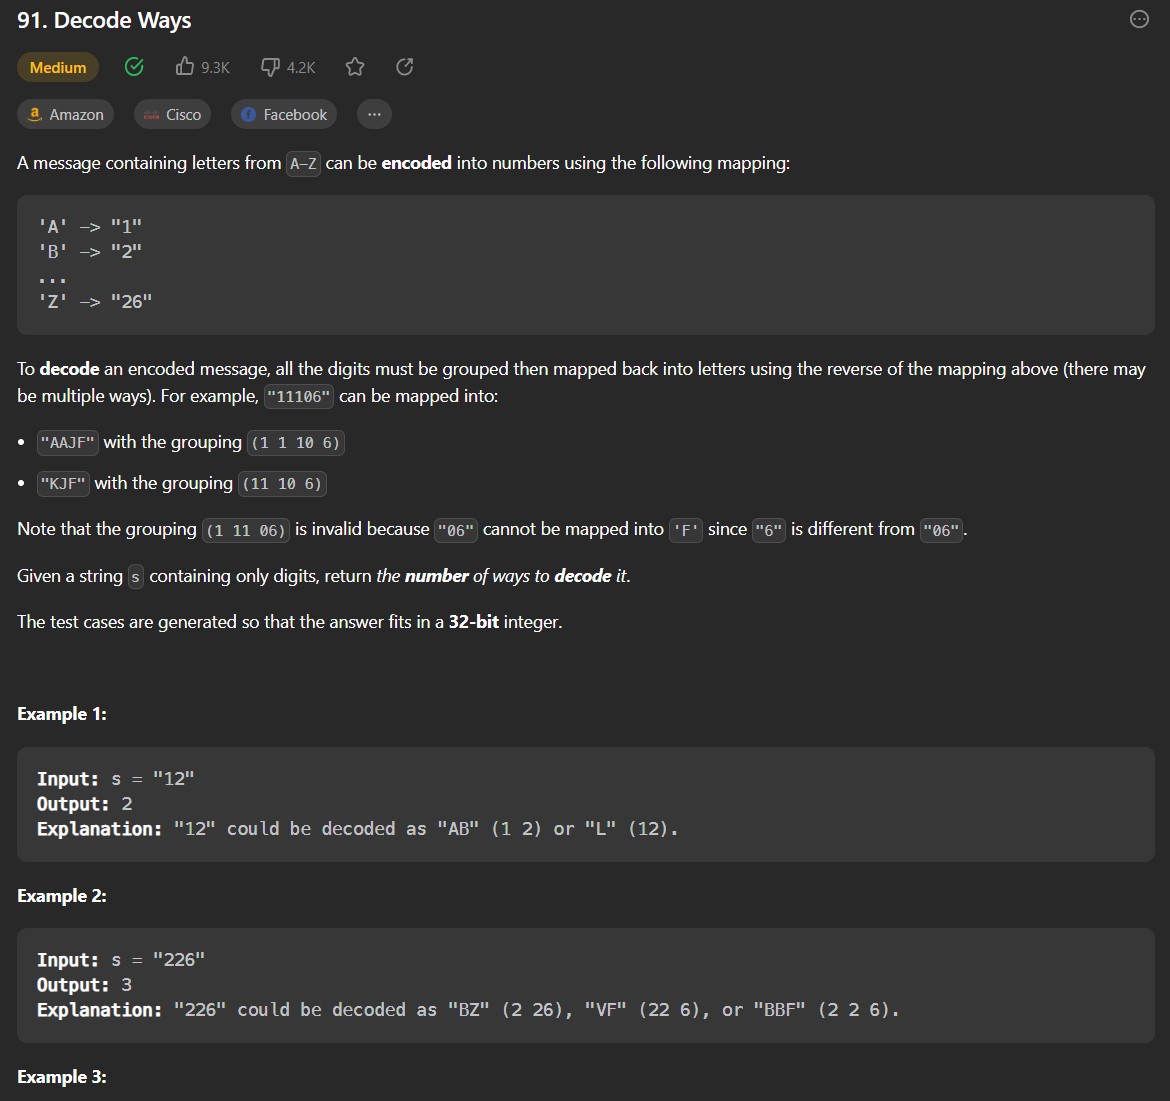 91. Decode Ways
Medium 9.3K 4.2K
Amazon Cisco Facebook ...
A message containing letters from A-Z can be encoded into numbers using the following mapping:
'A' -> "1"
'B' -> "2"
...
'Z' -> "26"
To decode an encoded message, all the digits must be grouped then mapped back into letters using the reverse of the mapping above (there may
be multiple ways). For example, "11106" can be mapped into:
• "AAJF" with the grouping (1 1 10 6)
• "KJF" with the grouping (11 10 6)
Note that the grouping (1 11 06) is invalid because "06" cannot be mapped into 'F' since "6" is different from "06".
Given a string s containing only digits, return the number of ways to decode it.
The test cases are generated so that the answer fits in a 32-bit integer.
Example 1:
Input: s = "12"
Output: 2
Explanation: "12" could be decoded as "AB" (1 2) or "L" (12).
Example 2:
Input: s = "226"
Output: 3
Explanation: "226" could be decoded as "BZ" (2 26), "VF" (22 6), or "BBF" (2 2 6).
Example 3: